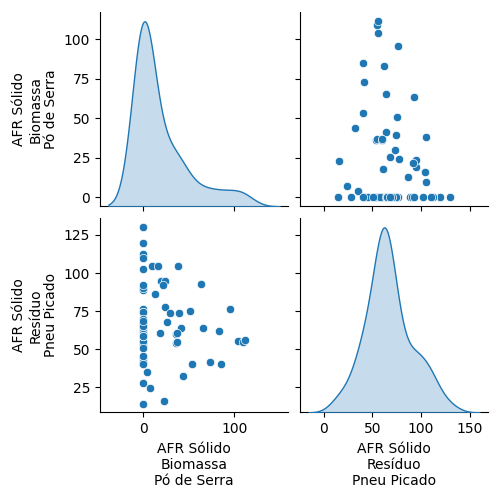 AFR Sólido
Biomassa
Pó de Serra
100
75
50
25
0
AFR Sólido
Resíduo
Pneu Picado
125
100
75
50
25
0
100
AFR Sólido
Biomassa
Pó de Serra
0
50
100
150
AFR Sólido
Resíduo
Pneu Picado